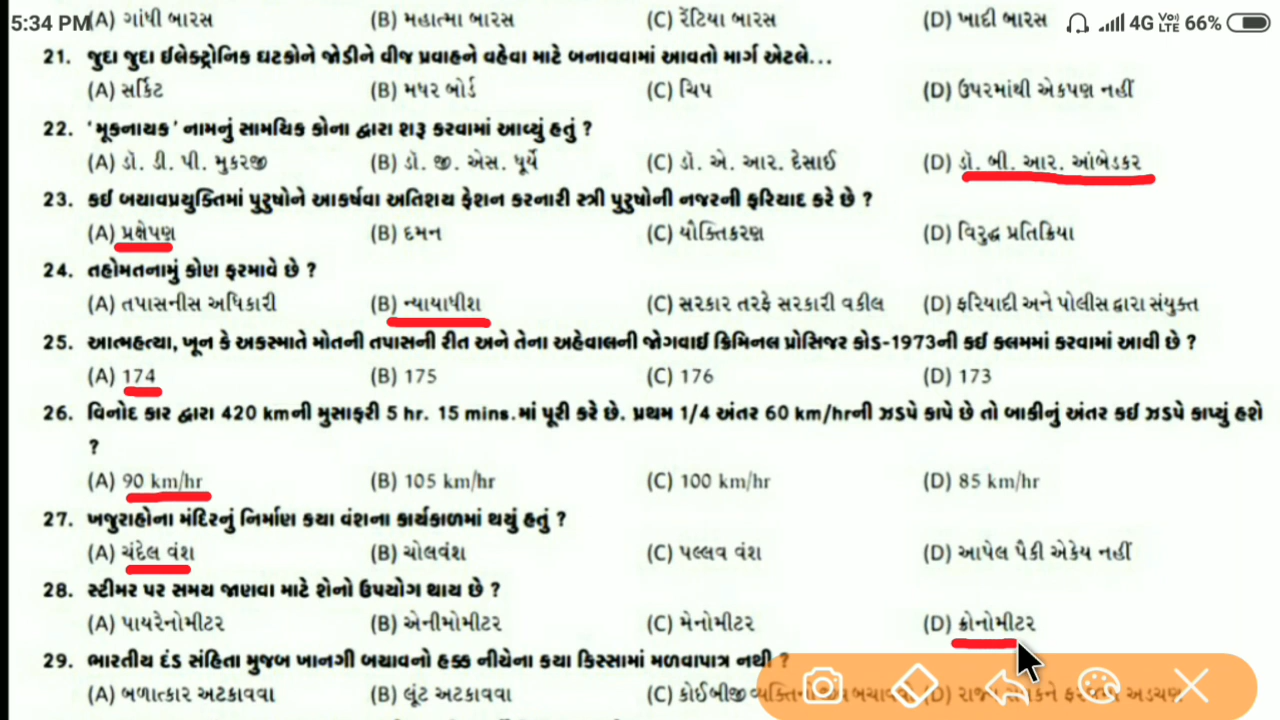 5:34 PM (A) ગાંધી બારસ (B) મહાત્મા બારસ (C) રેંટિયા બારસ (D) ખાદી બારસ 4G Vo) LTE 66%
21. જુદા જુદા ઈલેક્ટ્રોનિક ઘટકોને જોડીને વીજ પ્રવાહને વહેવા માટે બનાવવામાં આવતો માર્ગ એટલે...
(A) સર્કિટ (B) મધર બોર્ડ (C) ચિપ (D) ઉપરમાંથી એકપણ નહીં
22. ‘મૂકનાયક’ નામનું સામયિક કોના દ્વારા શરૂ કરવામાં આવ્યું હતું ?
(A) ડૉ. ડી. પી. મુકરજી (B) ડૉ. જી. એસ. ઘૂર્યે (C) ડૉ. એ. આર. દેસાઈ (D) ડૉ. બી. આર. આંબેડકર
23. કઈ બચાવપ્રયુક્તિમાં પુરુષોને આકર્ષવા અતિશય ફેશન કરનારી સ્ત્રી પુરુષોની નજરની ફરિયાદ કરે છે ?
(A) પ્રક્ષેપણ (B) દમન (C) યૌક્તિકરણ (D) વિરુદ્ધ પ્રતિક્રિયા
24. તહોમતનામું કોણ ફરમાવે છે ?
(A) તપાસનીસ અધિકારી (B) ન્યાયાધીશ (C) સરકાર તરફે સરકારી વકીલ (D) ફરિયાદી અને પોલીસ દ્વારા સંયુક્ત
25. આત્મહત્યા, ખૂન કે અકસ્માતે મોતની તપાસની રીત અને તેના અહેવાલની જોગવાઈ ક્રિમિનલ પ્રોસિજર કોડ-1973ની કઈ કલમમાં કરવામાં આવી છે ?
(A) 174 (B) 175 (C) 176 (D) 173
26. વિનોદ કાર દ્વારા 420 kmની મુસાફરી 5 hr. 15 mins.માં પૂરી કરે છે. પ્રથમ 1/4 અંતર 60 km/hrની ઝડપે કાપે છે તો બાકીનું અંતર કઈ ઝડપે કાપ્યું હશે
?
(A) 90 km/hr (B) 105 km/hr (C) 100 km/hr (D) 85 km/hr
27. ખજુરાહોના મંદિરનું નિર્માણ કયા વંશના કાર્યકાળમાં થયું હતું ?
(A) ચંદેલ વંશ (B) ચોલવંશ (C) પલ્લવ વંશ (D) આપેલ પૈકી એકેય નહીં
28. સ્ટીમર પર સમય જાણવા માટે શેનો ઉપયોગ થાય છે ?
(A) પાયરેનોમીટર (B) એનીમોમીટર (C) મેનોમીટર (D) ક્રોનોમીટર
29. ભારતીય દંડ સંહિતા મુજબ ખાનગી બચાવનો હક્ક નીચેના કયા કિસ્સામાં મળવાપાત્ર નથી ?
(A) બળાત્કાર અટકાવવા (B) લૂંટ અટકાવવા (C) કોઈ બીજી (D)